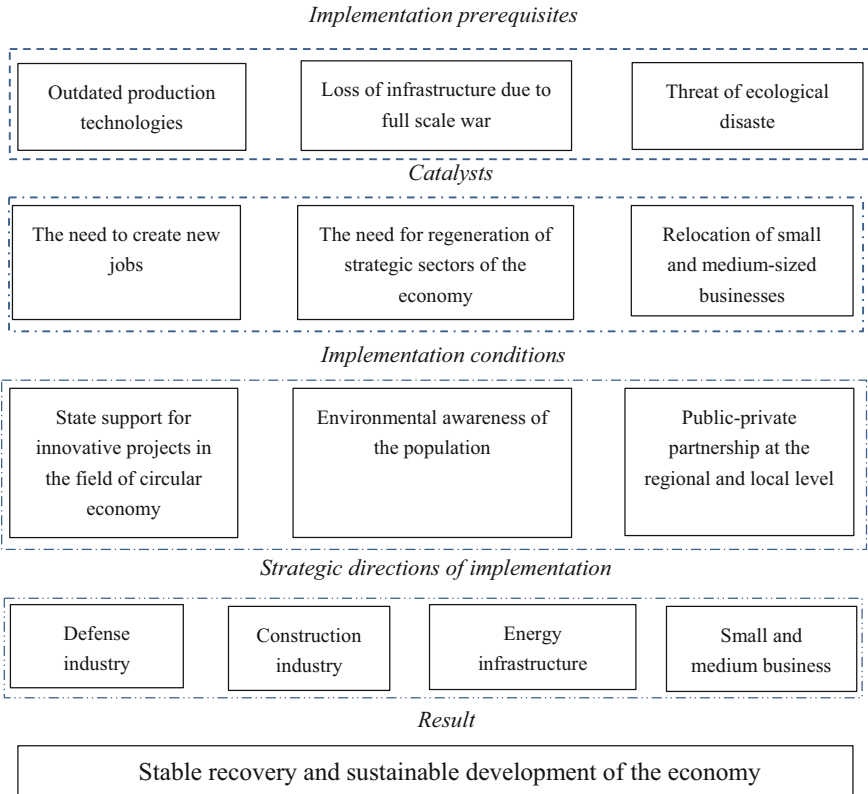 Implementation prerequisites
Outdated production
technologies
Loss of infrastructure due to
full scale war
Threat of ecological
disaste
Catalysts
The need to create new
jobs
The need for regeneration of
strategic sectors of the
economy
Relocation of small
and medium-sized
businesses
Implementation conditions
State support for
innovative projects in
the field of circular
economy
Environmental awareness of
the population
Public-private
partnership at the
regional and local level
Strategic directions of implementation
Defense
industry
Construction
industry
Energy
infrastructure
Small and
medium business
Result
Stable recovery and sustainable development of the economy